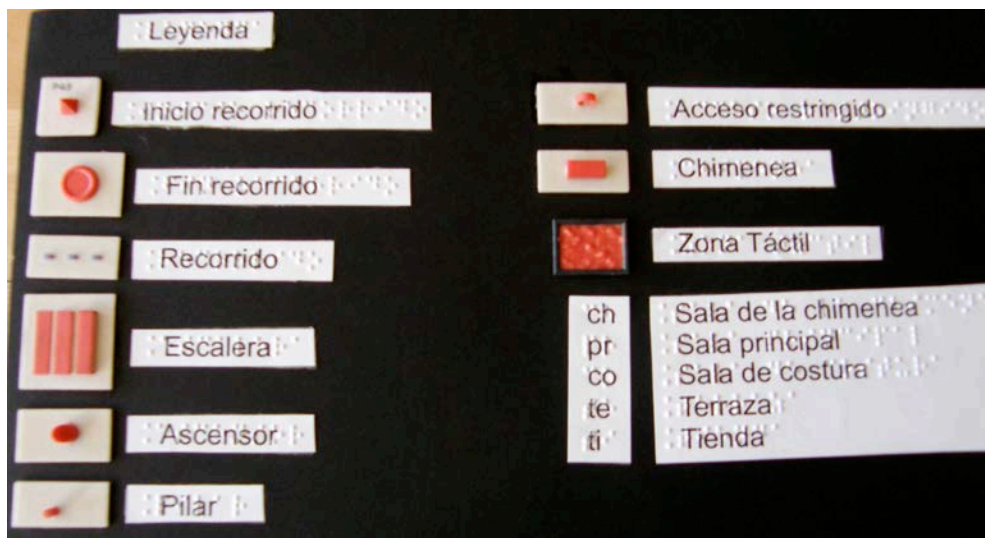 Leyenda
Inicio recorrido
Fin recorrido
Recorrido
Escalera
Ascensor
Pilar
Acceso restringido
Chimenea
Zona Táctil
ch Sala de la chimenea
pr Sala principal
co Sala de costura
te Terraza
ti Tienda